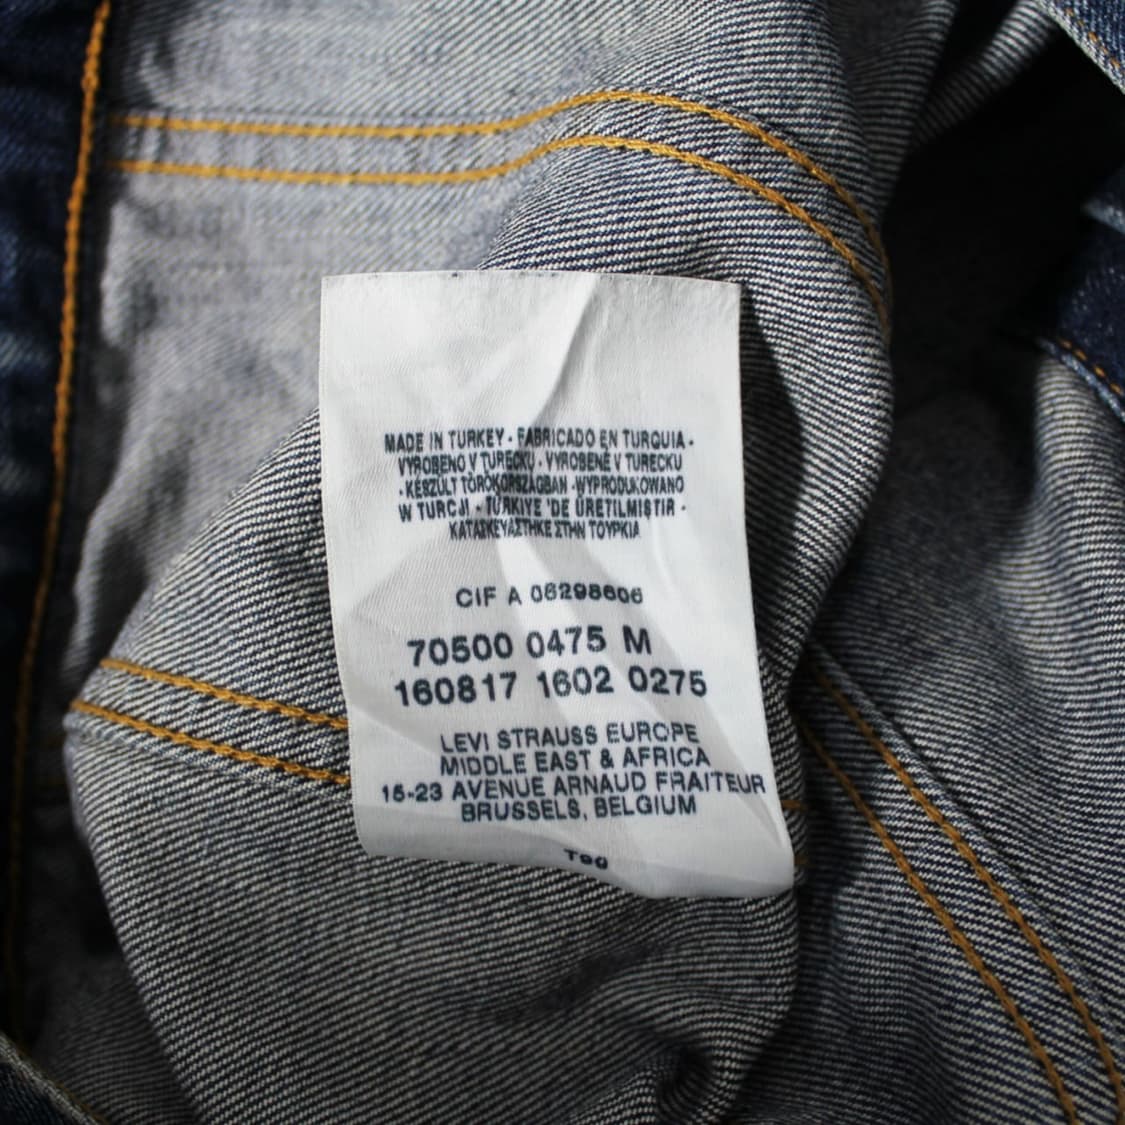 MADE IN TURKEY - FABRICADO EN TURQUIA -
VYROBENO V TURECKU - VYROBENÉ V TURECKU
- KÉSZÜLT TÖRÖKORSZÁGBAN - WYPRODUKOWANO
W TURCJI - TÜRKIYE 'DE ÜRETILMISTIR -
ΚΑΤΑΣΚΕΥΑΣΤΗΚΕ ΣΤΗΝ ΤΟΥΡΚΙΑ
CIF A 08298606
70500 0475 M
160817 1602 0275
LEVI STRAUSS EUROPE
MIDDLE EAST & AFRICA
15-23 AVENUE ARNAUD FRAITEUR
BRUSSELS, BELGIUM